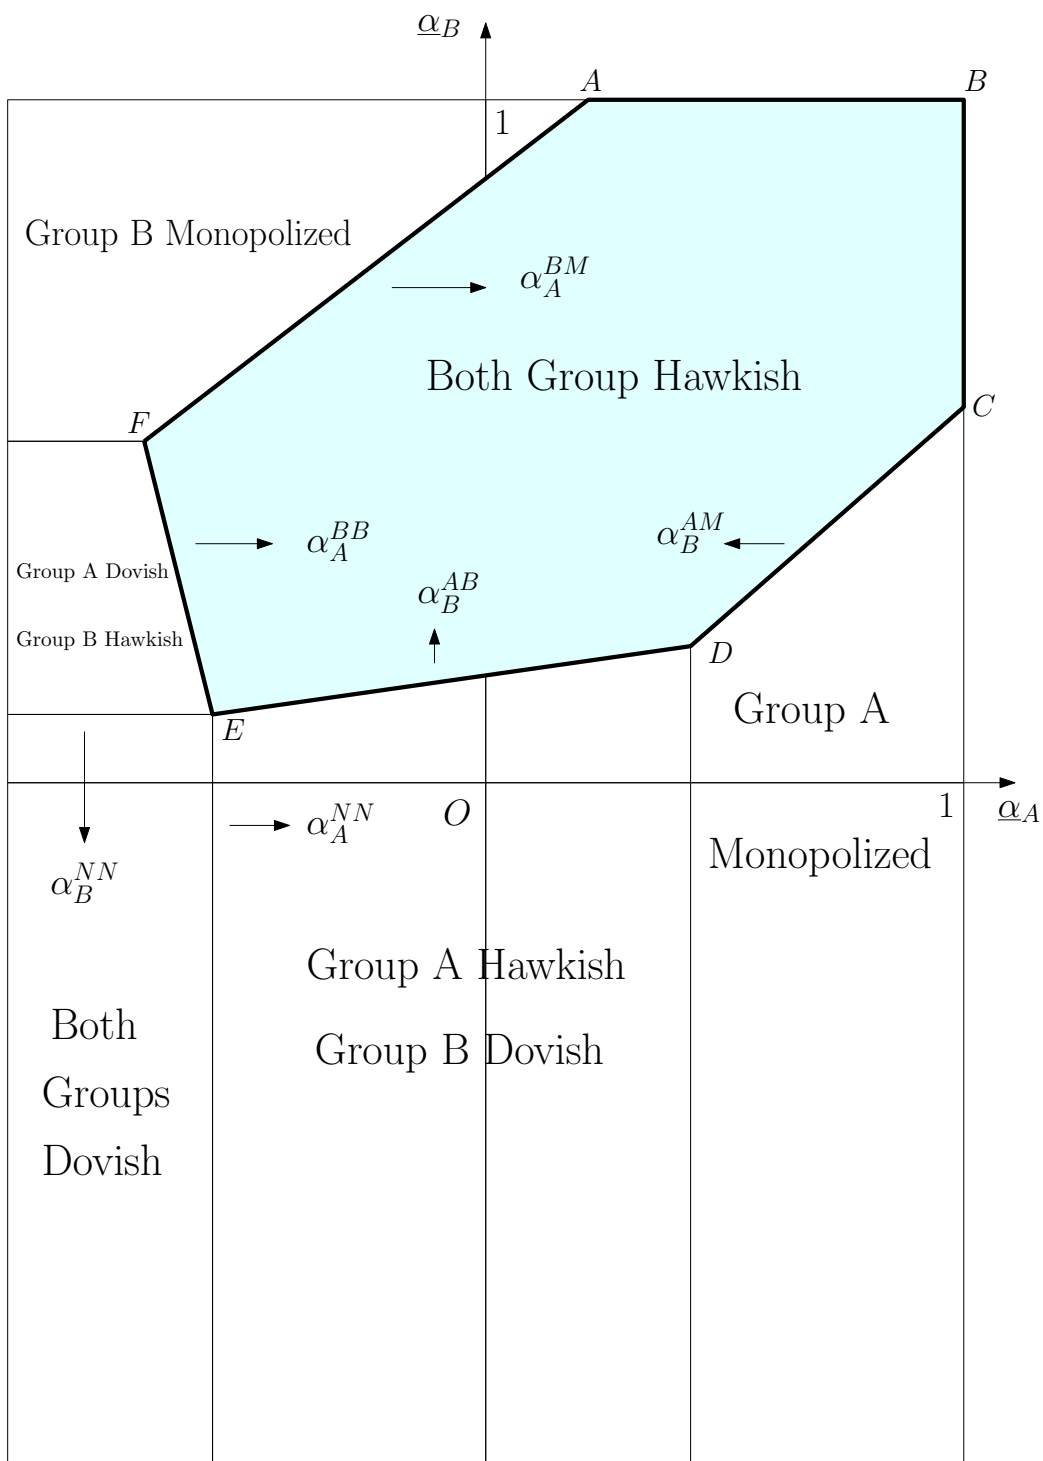 α_B
A
B
1
Group B Monopolized
α_A^{BM}
Both Group Hawkish
F
C
α_A^{BB}
α_B^{AM}
Group A Dovish
α_B^{AB}
Group B Hawkish
D
Group A
E
O
1
α_A
α_A^{NN}
Monopolized
α_B^{NN}
Group A Hawkish
Both
Group B Dovish
Groups
Dovish